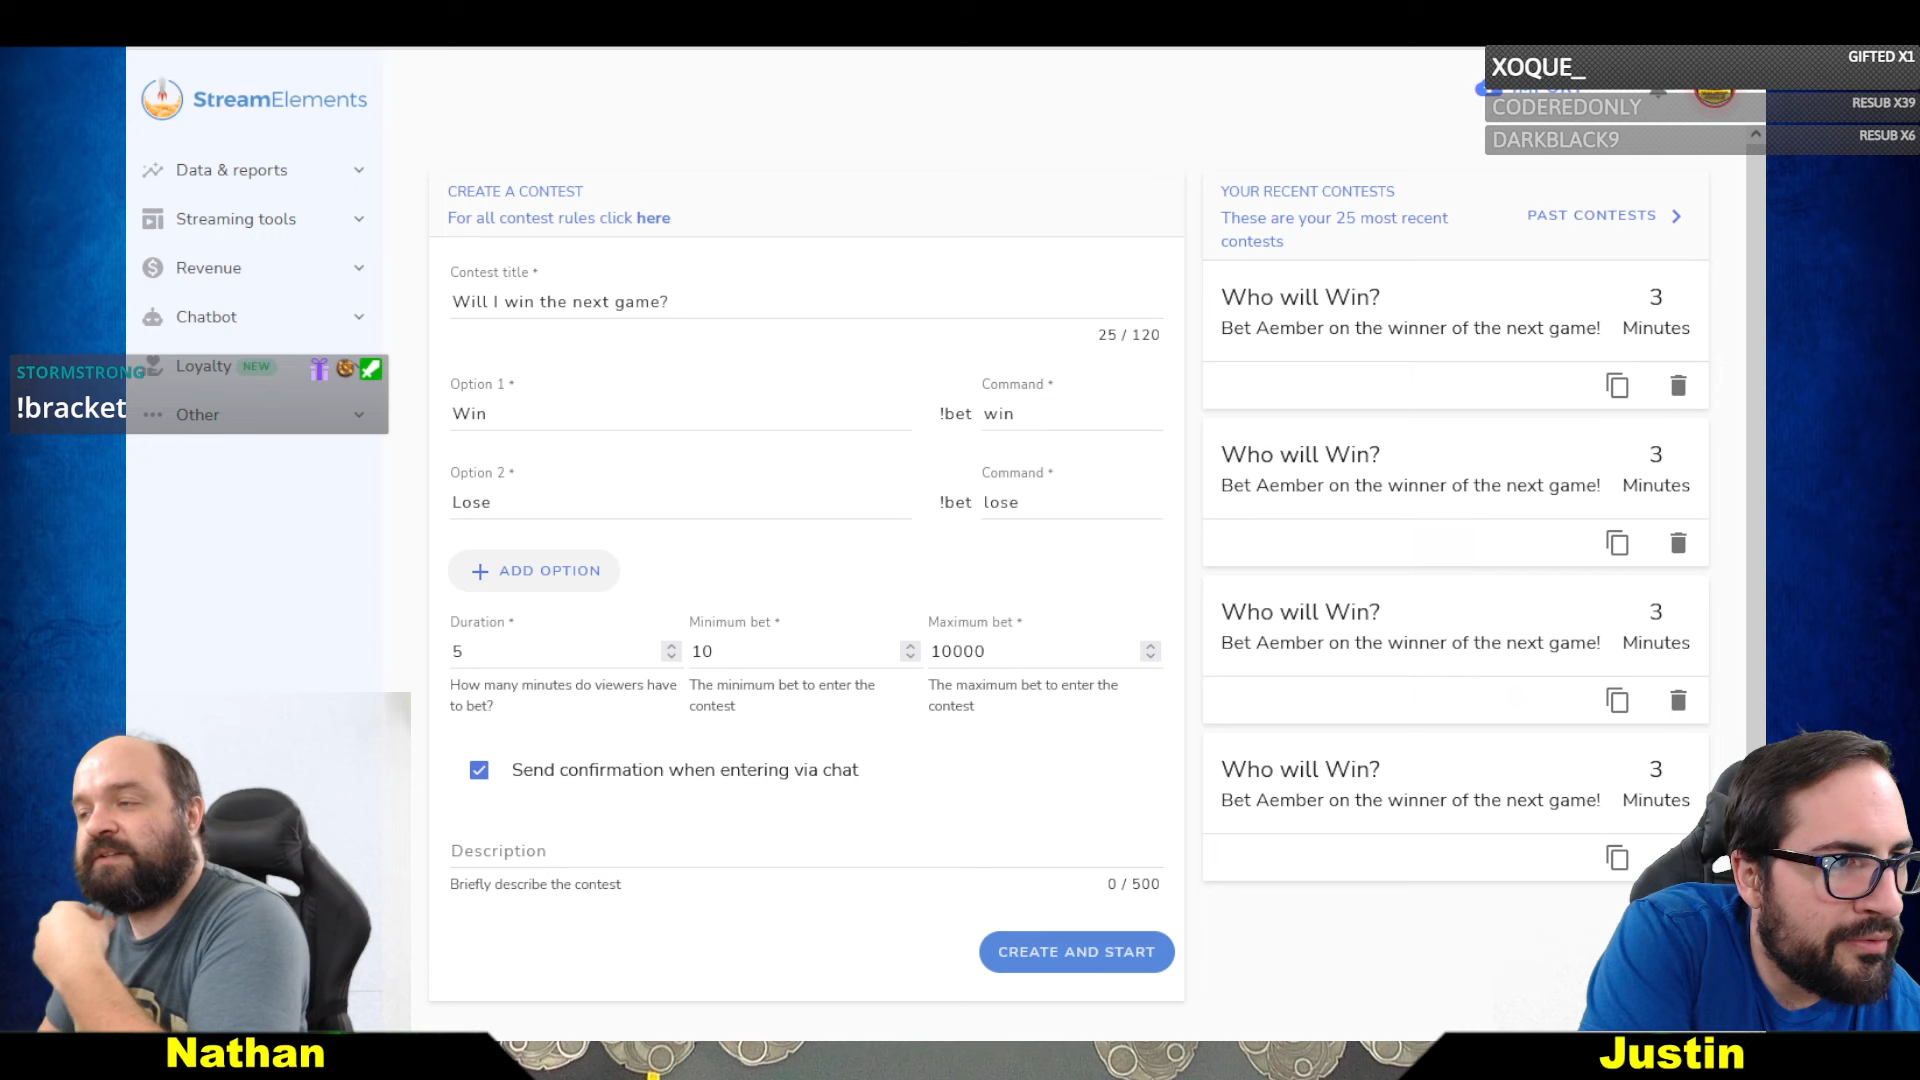 StreamElements
Data & reports
Streaming tools
Revenue
Chatbot
Loyalty NEW
Other
STORMSTRONG
!bracket
CREATE A CONTEST
For all contest rules click here
Contest title *
Will I win the next game?
25 / 120
Option 1 *
Command *
Win
!bet win
Option 2 *
Command *
Lose
!bet lose
+ ADD OPTION
Duration *
Minimum bet *
Maximum bet *
5
10
10000
How many minutes do viewers have
to bet?
The minimum bet to enter the
contest
The maximum bet to enter the
contest
Send confirmation when entering via chat
Description
Briefly describe the contest
0 / 500
CREATE AND START
XOQUE_
GIFTED X1
CODEREDONLY
RESUB X39
DARKBLACK9
RESUB X6
YOUR RECENT CONTESTS
These are your 25 most recent
contests
PAST CONTESTS
Who will Win?
3
Bet Aember on the winner of the next game!
Minutes
Who will Win?
3
Bet Aember on the winner of the next game!
Minutes
Who will Win?
3
Bet Aember on the winner of the next game!
Minutes
Who will Win?
3
Bet Aember on the winner of the next game!
Minutes
Nathan
Justin